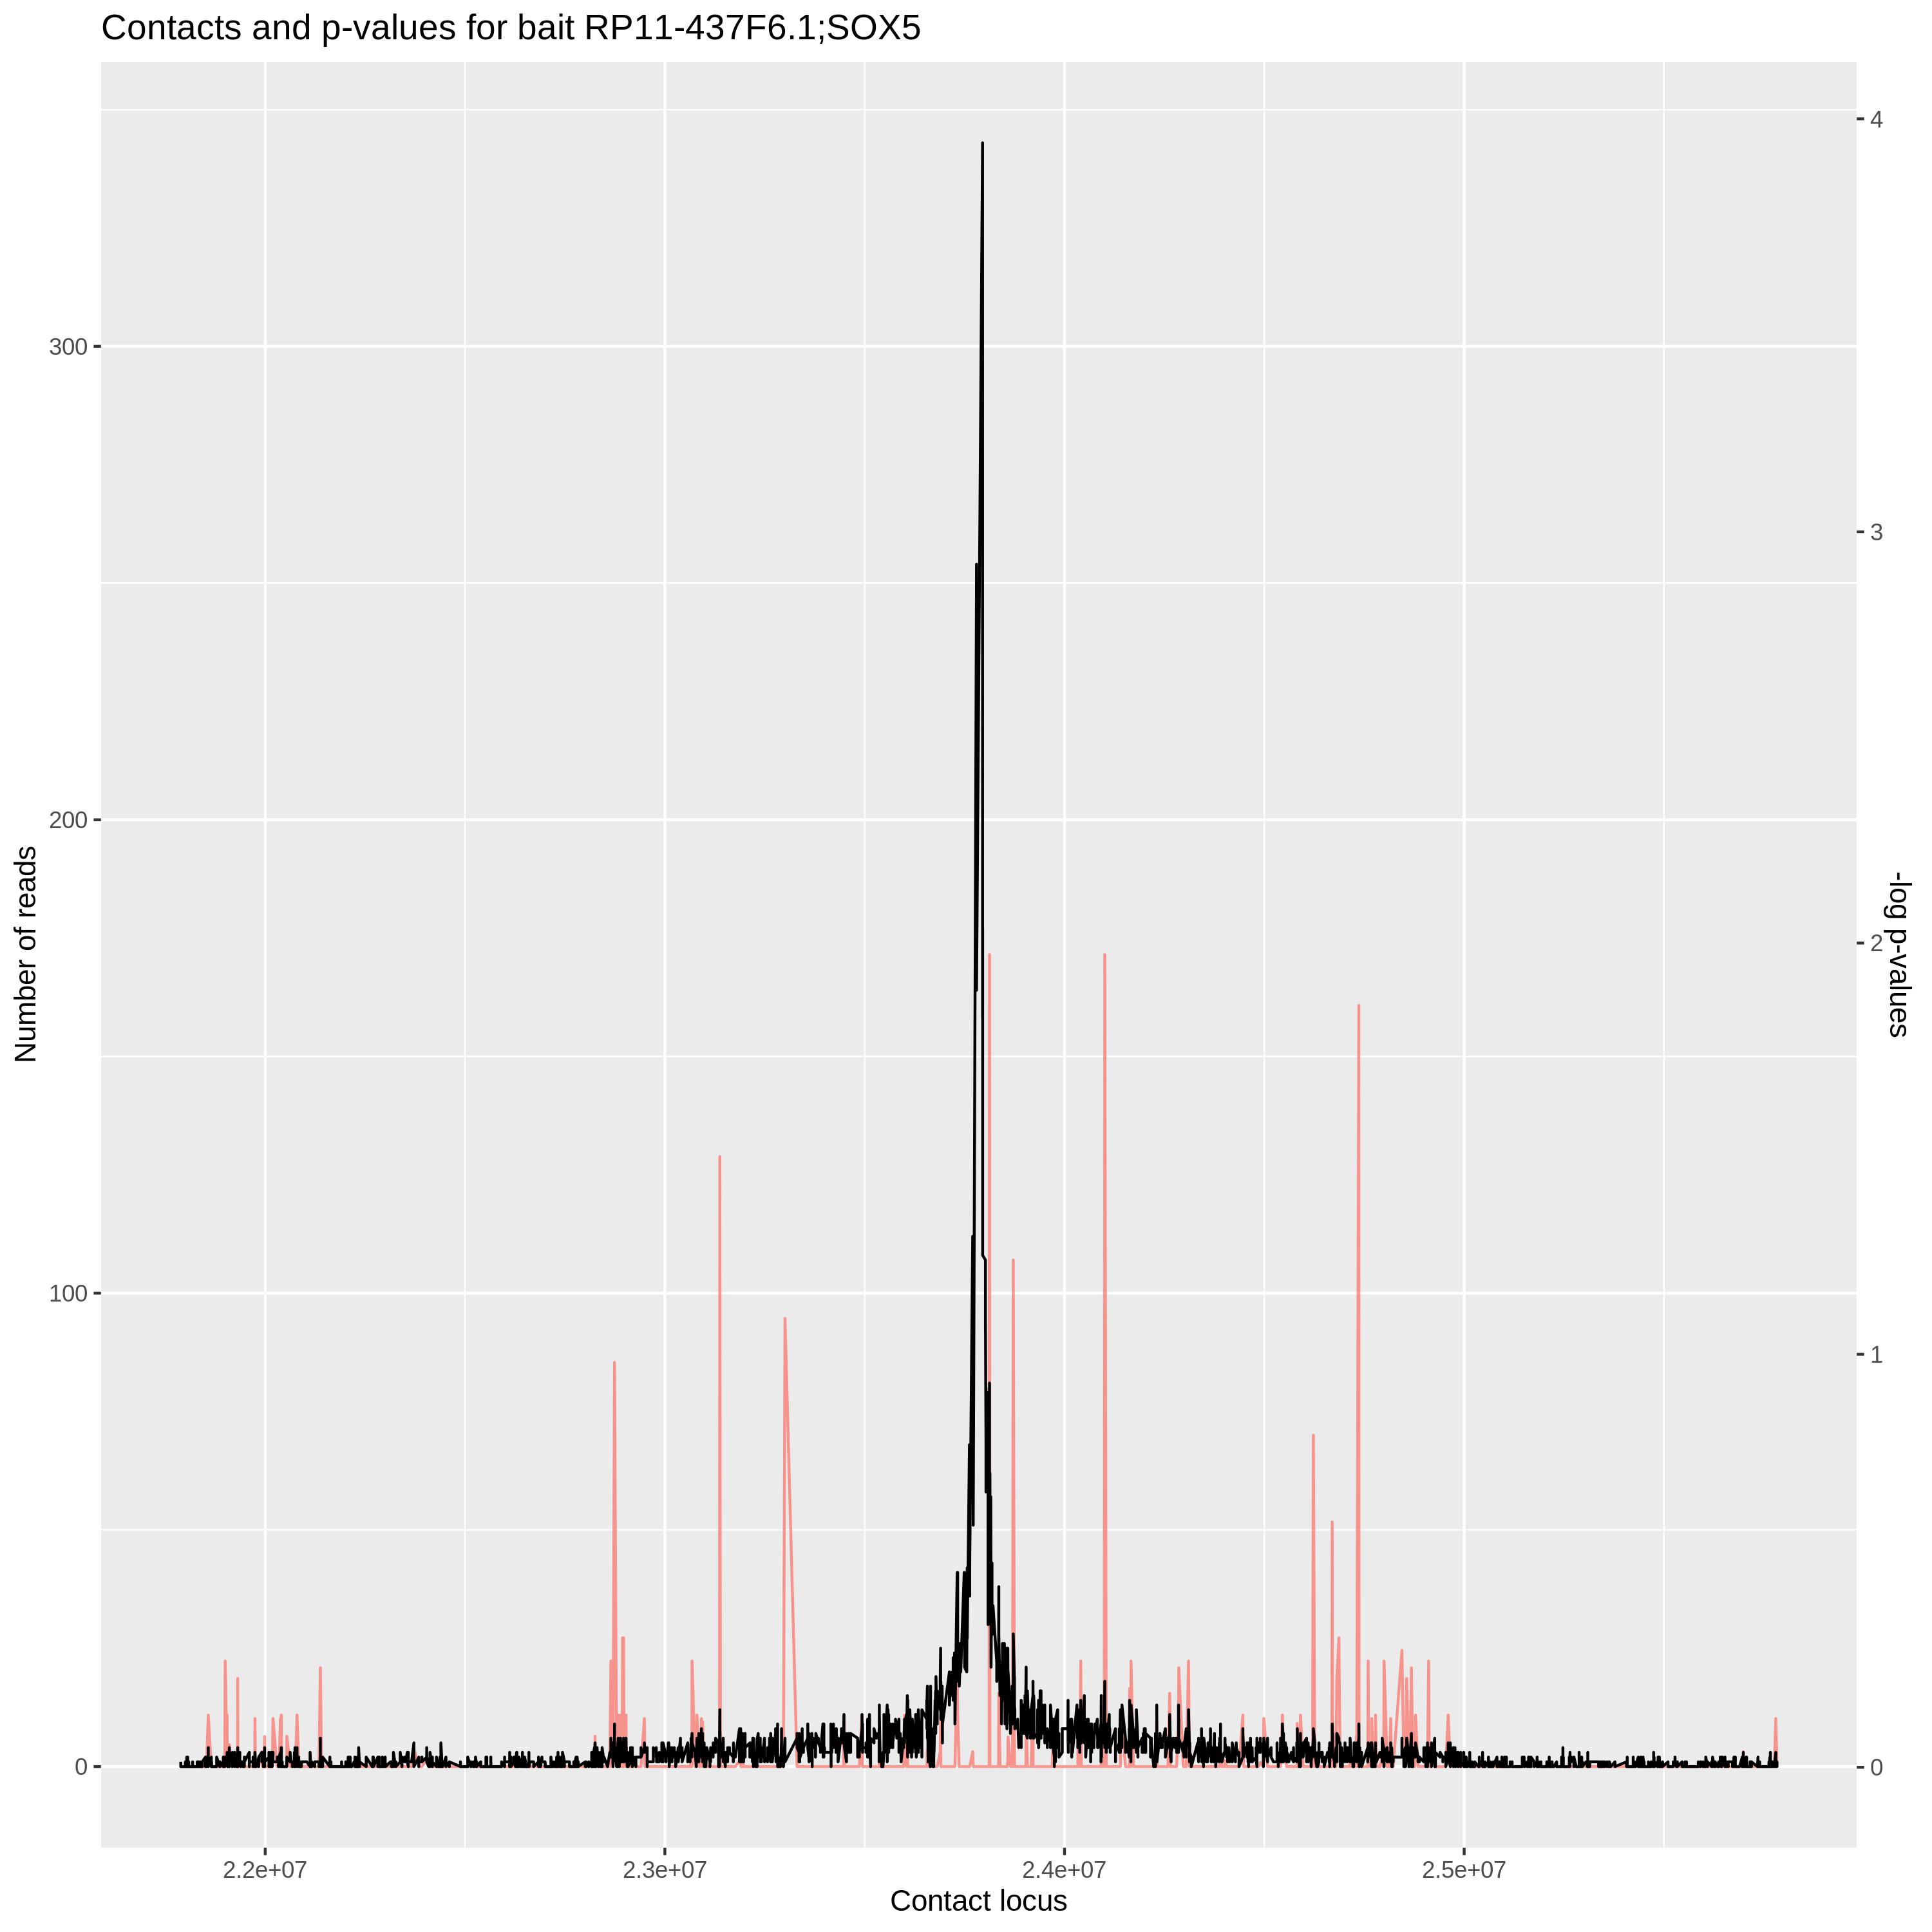 Contacts and p-values for bait RP11-437F6.1;SOX5
Number of reads
300
200
100
0
4
3
2
1
0
-log p-values
2.2e+07
2.3e+07
2.4e+07
2.5e+07
Contact locus